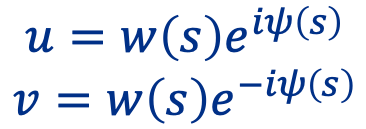 u = w(s)e^{iψ(s)}
v = w(s)e^{-iψ(s)}